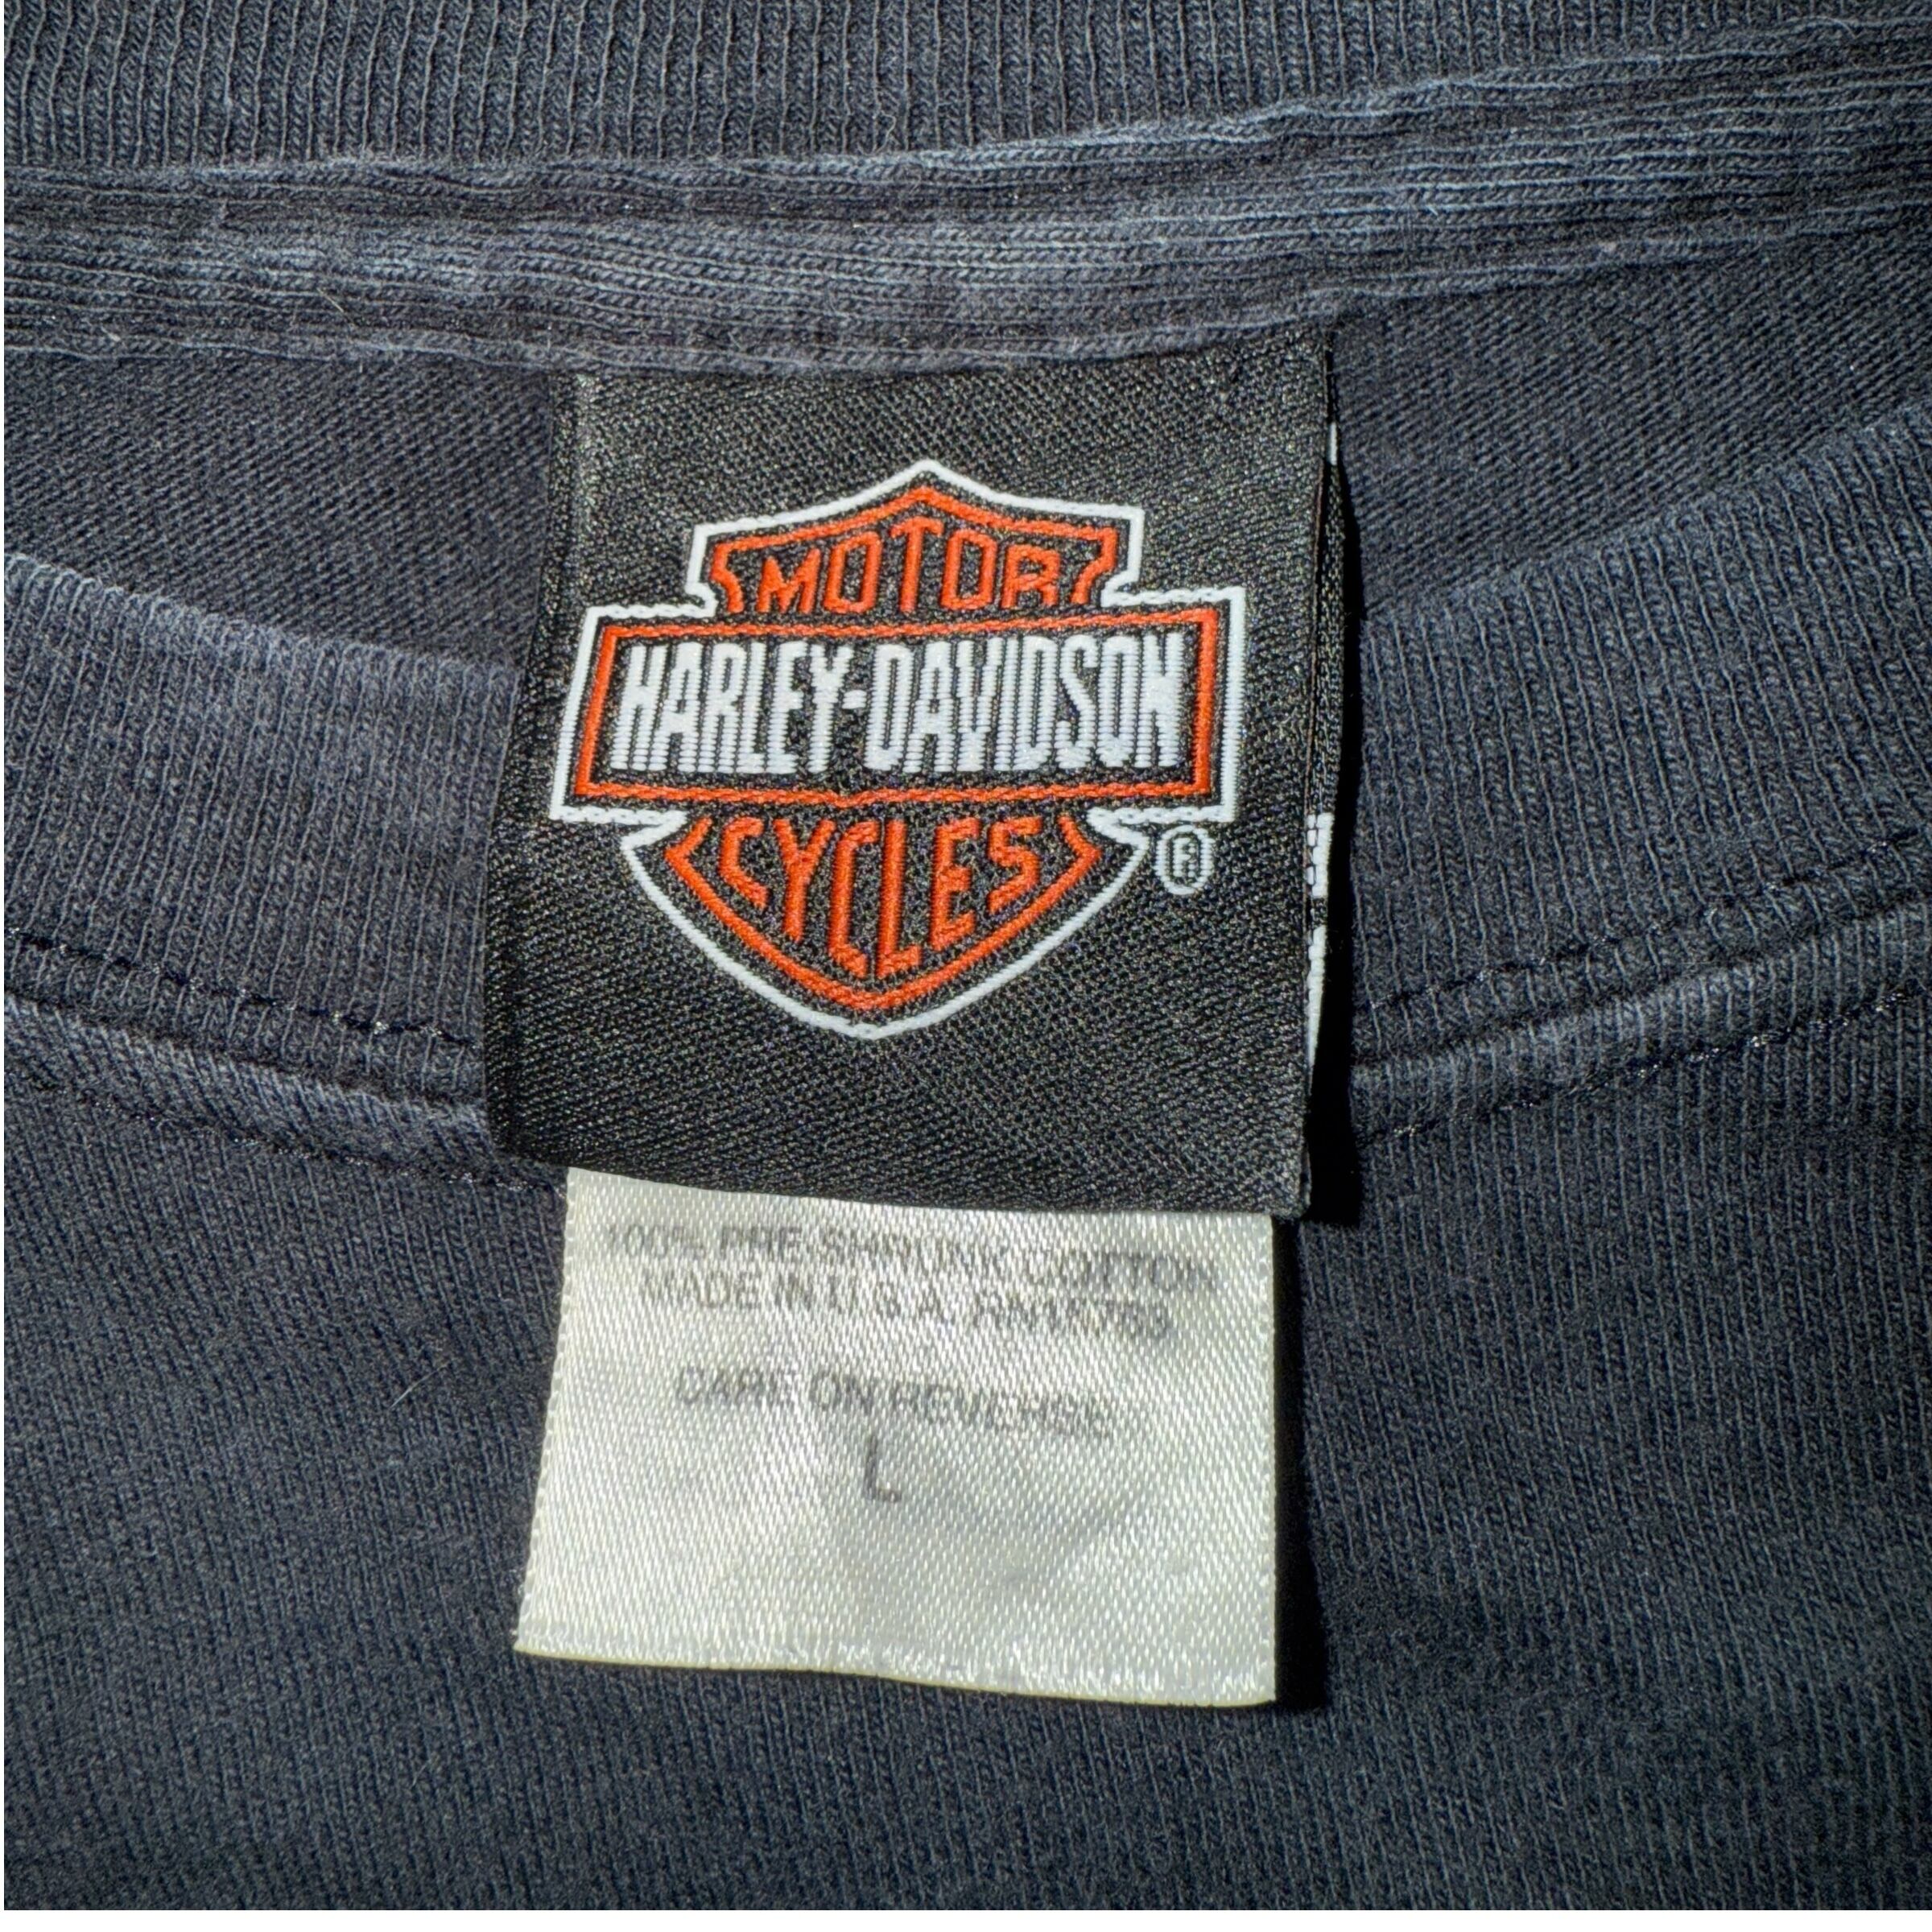 MOTOR
HARLEY-DAVIDSON
CYCLES
®
100% PRE-SHRUNK COTTON
MADE IN U.S.A.
CARE ON REVERSE
L